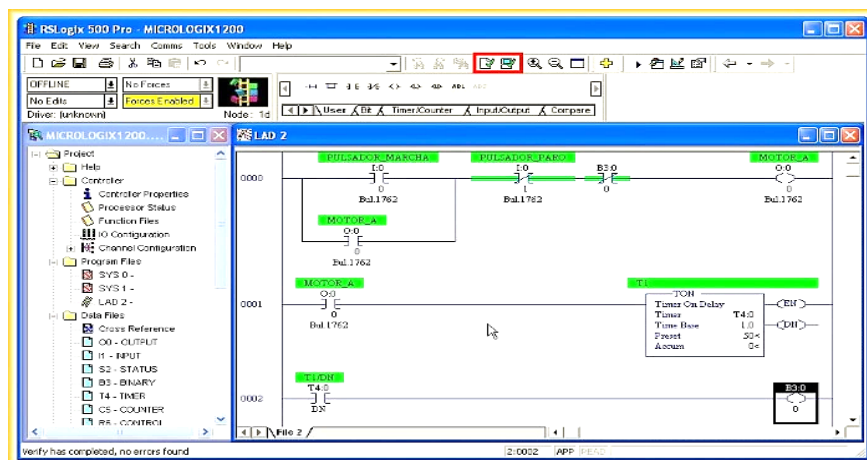 RSLogix 500 Pro - MICROLOGIX1200
File Edit View Search Comms Tools Window Help
OFFLINE No Forces
No Edits Forces Enabled
Driver: (unknown) Node: 1d
User Bit Timer/Counter Input/Output Compare
MICROLOGIX1200....
LAD 2
Project
Help
Controller
Controller Properties
Processor Status
Function Files
IO Configuration
Channel Configuration
Program Files
SYS 0 -
SYS 1 -
LAD 2 -
Data Files
Cross Reference
O0 - OUTPUT
I1 - INPUT
S2 - STATUS
B3 - BINARY
T4 - TIMER
C5 - COUNTER
R6 - CONTROL
PULSADOR_MARCHA PULSADOR_PARO MOTOR_A
0000 I:0 I:0 B3:0 O:0
0 1 0 0
Bul.1762 Bul.1762 Bul.1762
MOTOR_A
O:0
0
Bul.1762
MOTOR_A T1
0001 O:0
0
Bul.1762
TON
Timer On Delay EN
Timer T4:0
Time Base 1.0 DN
Preset 50<
Accum 0<
T1/DN
0002 T4:0 B3:0
DN 0
File 2
Verify has completed, no errors found 2:0002 APP READ